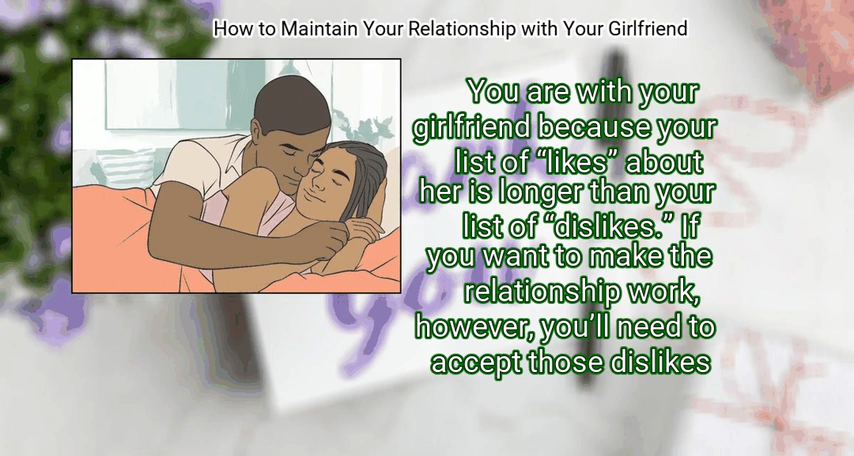 How to Maintain Your Relationship with Your Girlfriend
You are with your
girlfriend because your
list of “likes” about
her is longer than your
list of “dislikes.” If
you want to make the
relationship work,
however, you’ll need to
accept those dislikes
you